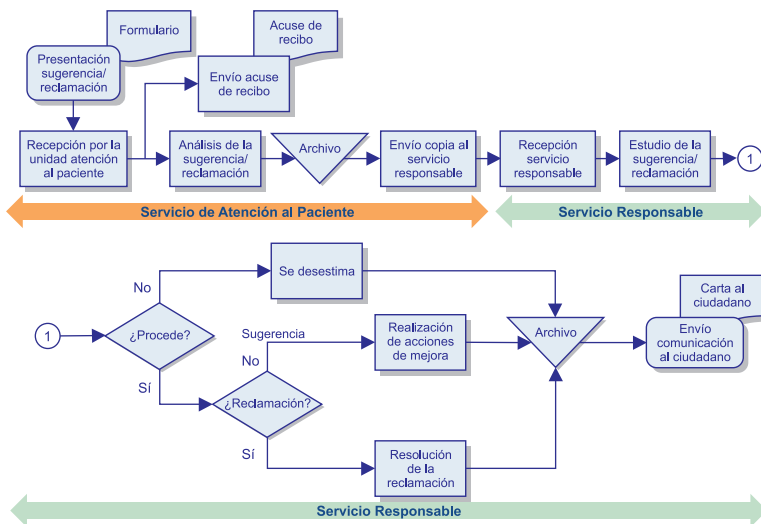 Formulario
Acuse de
recibo
Presentación
sugerencia/
reclamación
Envío acuse
de recibo
Recepción por la
unidad atención
al paciente
Análisis de la
sugerencia/
reclamación
Archivo
Envío copia al
servicio
responsable
Recepción
servicio
responsable
Estudio de la
sugerencia/
reclamación
1
Servicio de Atención al Paciente
Servicio Responsable
Carta al
ciudadano
No
Se desestima
1
¿Procede?
Sugerencia
Realización
de acciones
de mejora
Archivo
Envío
comunicación
al ciudadano
No
Sí
¿Reclamación?
Sí
Resolución
de la
reclamación
Servicio Responsable